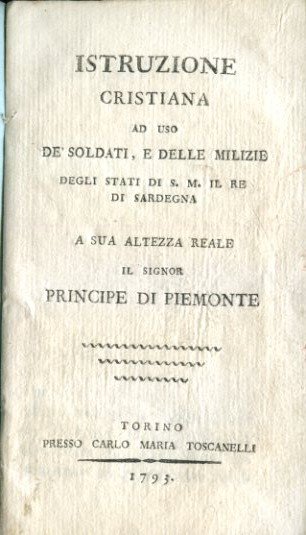 ISTRUZIONE
CRISTIANA
AD USO
DE' SOLDATI, E DELLE MILIZIE
DEGLI STATI DI S. M. IL RE
DI SARDEGNA
A SUA ALTEZZA REALE
IL SIGNOR
PRINCIPE DI PIEMONTE
TORINO
PRESSO CARLO MARIA TOSCANELLI
1793.